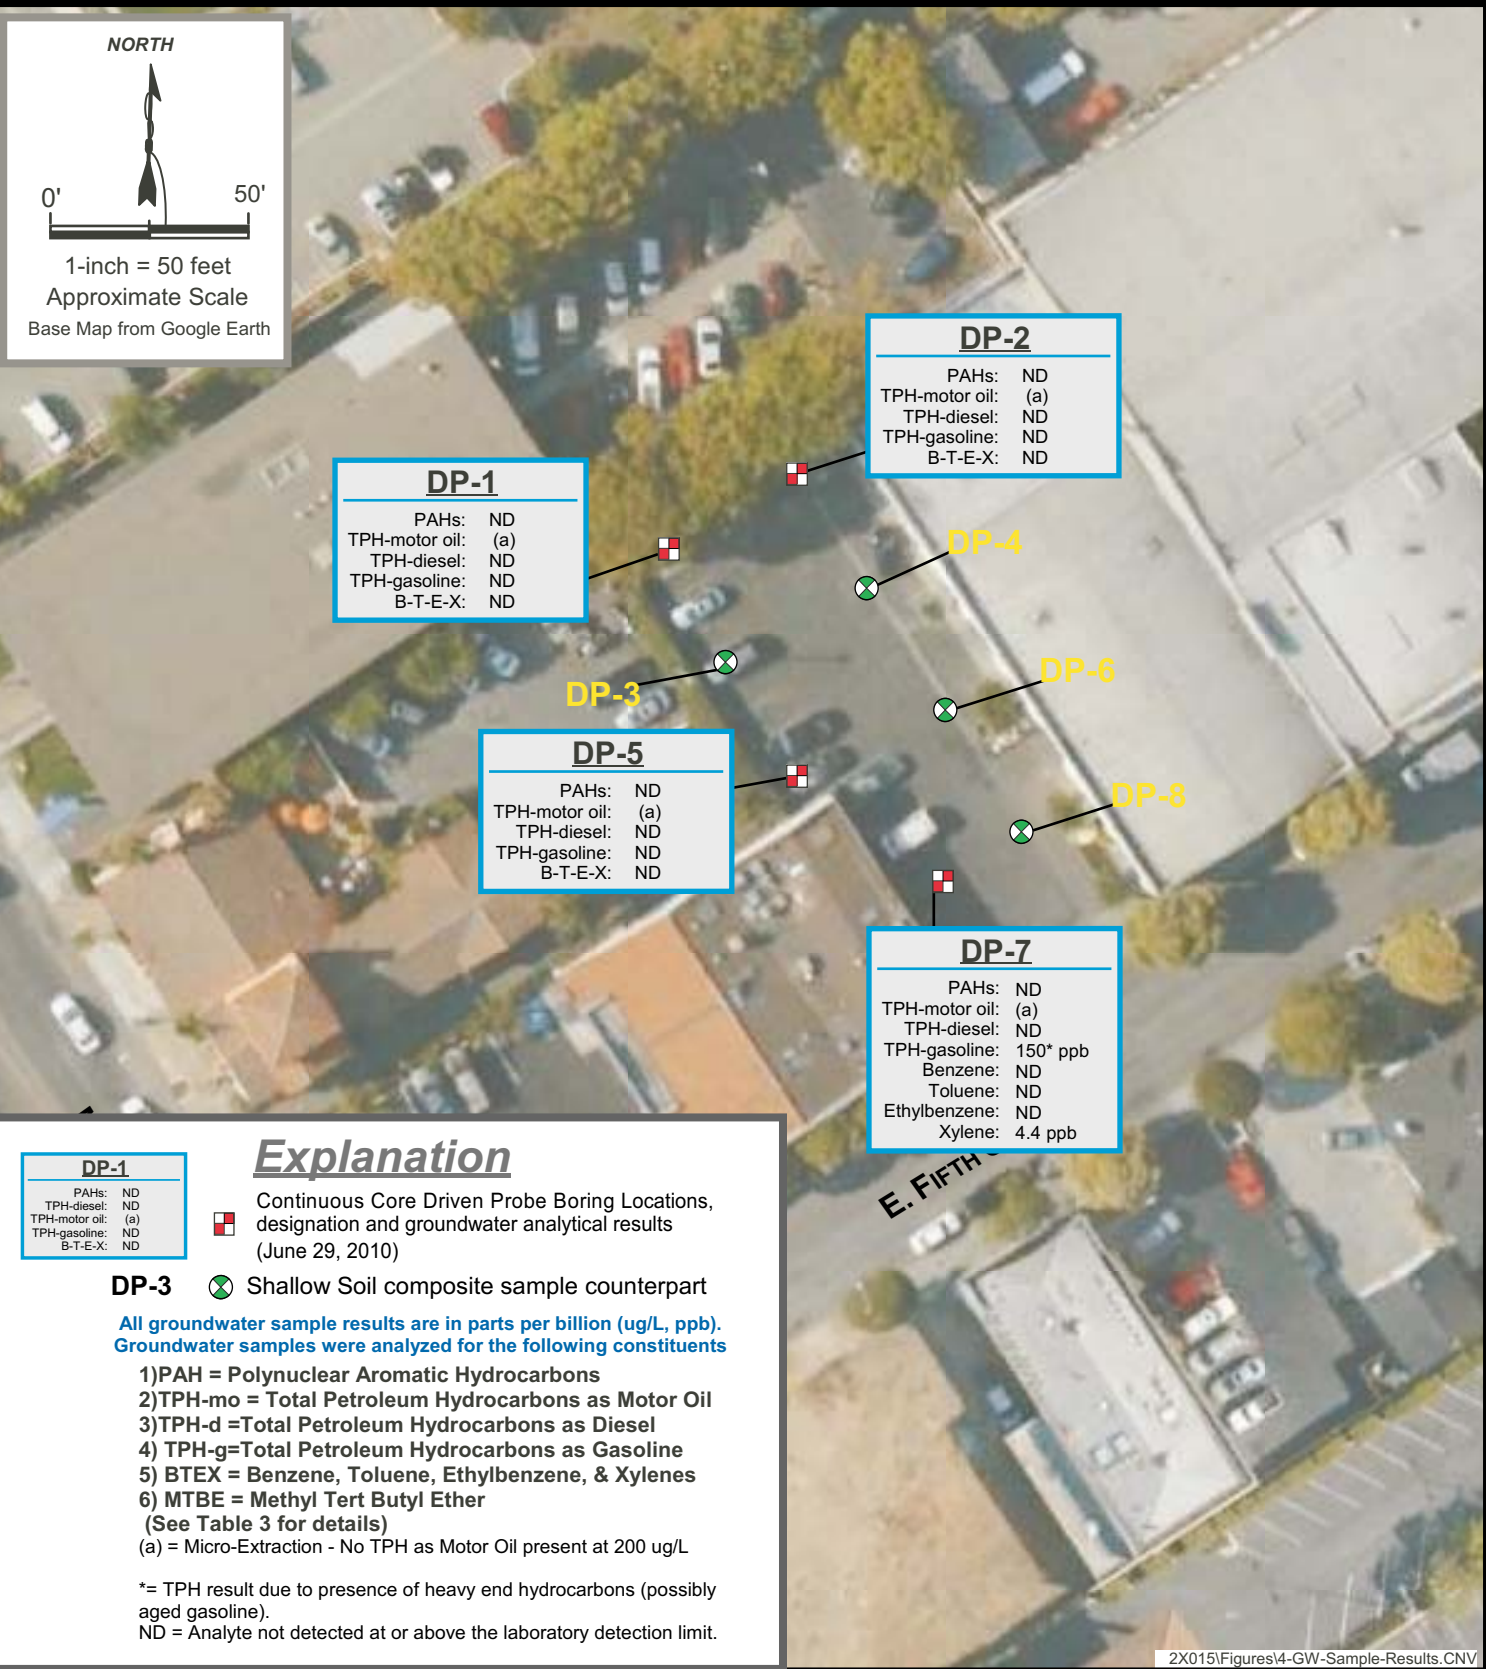 NORTH
0' 50'
1-inch = 50 feet
Approximate Scale
Base Map from Google Earth
DP-2
PAHs: ND
TPH-motor oil: (a)
TPH-diesel: ND
TPH-gasoline: ND
B-T-E-X: ND
DP-1
PAHs: ND
TPH-motor oil: (a)
TPH-diesel: ND
TPH-gasoline: ND
B-T-E-X: ND
DP-4
DP-3
DP-6
DP-5
PAHs: ND
TPH-motor oil: (a)
TPH-diesel: ND
TPH-gasoline: ND
B-T-E-X: ND
DP-8
DP-7
PAHs: ND
TPH-motor oil: (a)
TPH-diesel: ND
TPH-gasoline: 150* ppb
Benzene: ND
Toluene: ND
Ethylbenzene: ND
Xylene: 4.4 ppb
E. FIFTH
Explanation
DP-1
PAHs: ND
TPH-diesel: ND
TPH-motor oil: (a)
TPH-gasoline: ND
B-T-E-X: ND
Continuous Core Driven Probe Boring Locations,
designation and groundwater analytical results
(June 29, 2010)
DP-3 Shallow Soil composite sample counterpart
All groundwater sample results are in parts per billion (ug/L, ppb).
Groundwater samples were analyzed for the following constituents
1)PAH = Polynuclear Aromatic Hydrocarbons
2)TPH-mo = Total Petroleum Hydrocarbons as Motor Oil
3)TPH-d =Total Petroleum Hydrocarbons as Diesel
4) TPH-g=Total Petroleum Hydrocarbons as Gasoline
5) BTEX = Benzene, Toluene, Ethylbenzene, & Xylenes
6) MTBE = Methyl Tert Butyl Ether
(See Table 3 for details)
(a) = Micro-Extraction - No TPH as Motor Oil present at 200 ug/L
*= TPH result due to presence of heavy end hydrocarbons (possibly
aged gasoline).
ND = Analyte not detected at or above the laboratory detection limit.
2X015\Figures\4-GW-Sample-Results.CNV